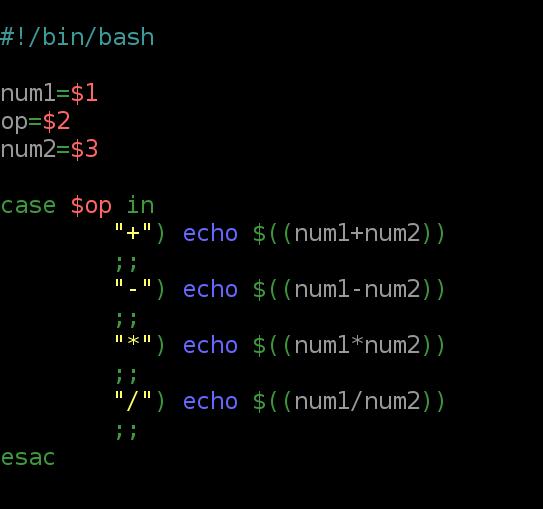 #!/bin/bash

num1=$1
op=$2
num2=$3

case $op in
        "+") echo $((num1+num2))
        ;;
        "-") echo $((num1-num2))
        ;;
        "*") echo $((num1*num2))
        ;;
        "/") echo $((num1/num2))
        ;;
esac